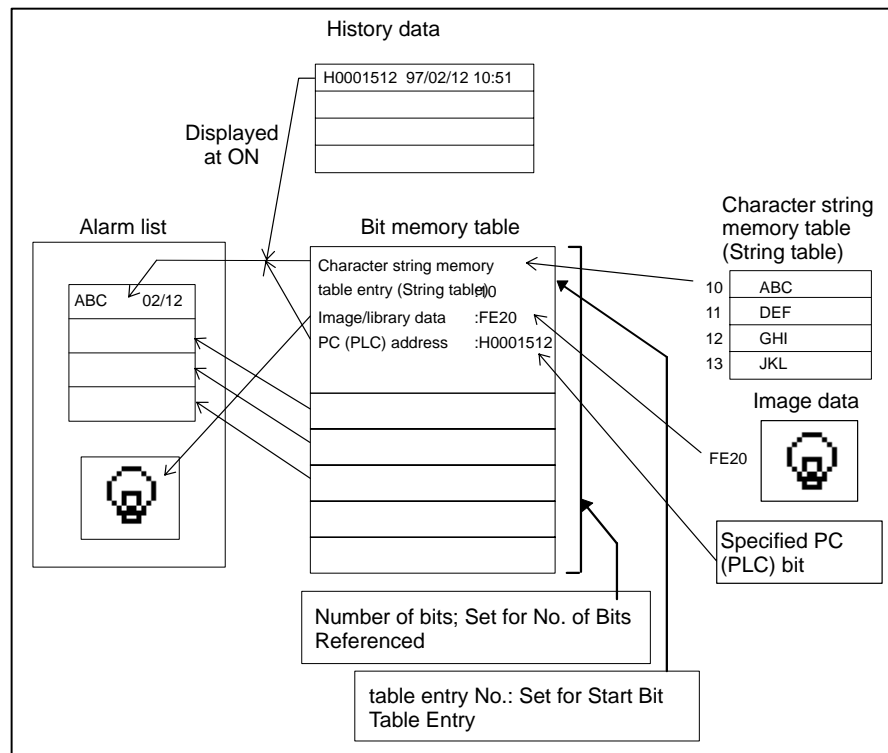 History data
H0001512 97/02/12 10:51
Displayed
at ON
Alarm list
Bit memory table
Character string
memory table
(String table)
ABC 02/12
Character string memory
table entry (String table) :10
Image/library data :FE20
PC (PLC) address :H0001512
10 ABC
11 DEF
12 GHI
13 JKL
Image data
FE20
Specified PC
(PLC) bit
Number of bits; Set for No. of Bits
Referenced
table entry No.: Set for Start Bit
Table Entry